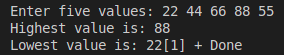 Enter five values: 22 44 66 88 55
Highest value is: 88
Lowest value is: 22[1] + Done